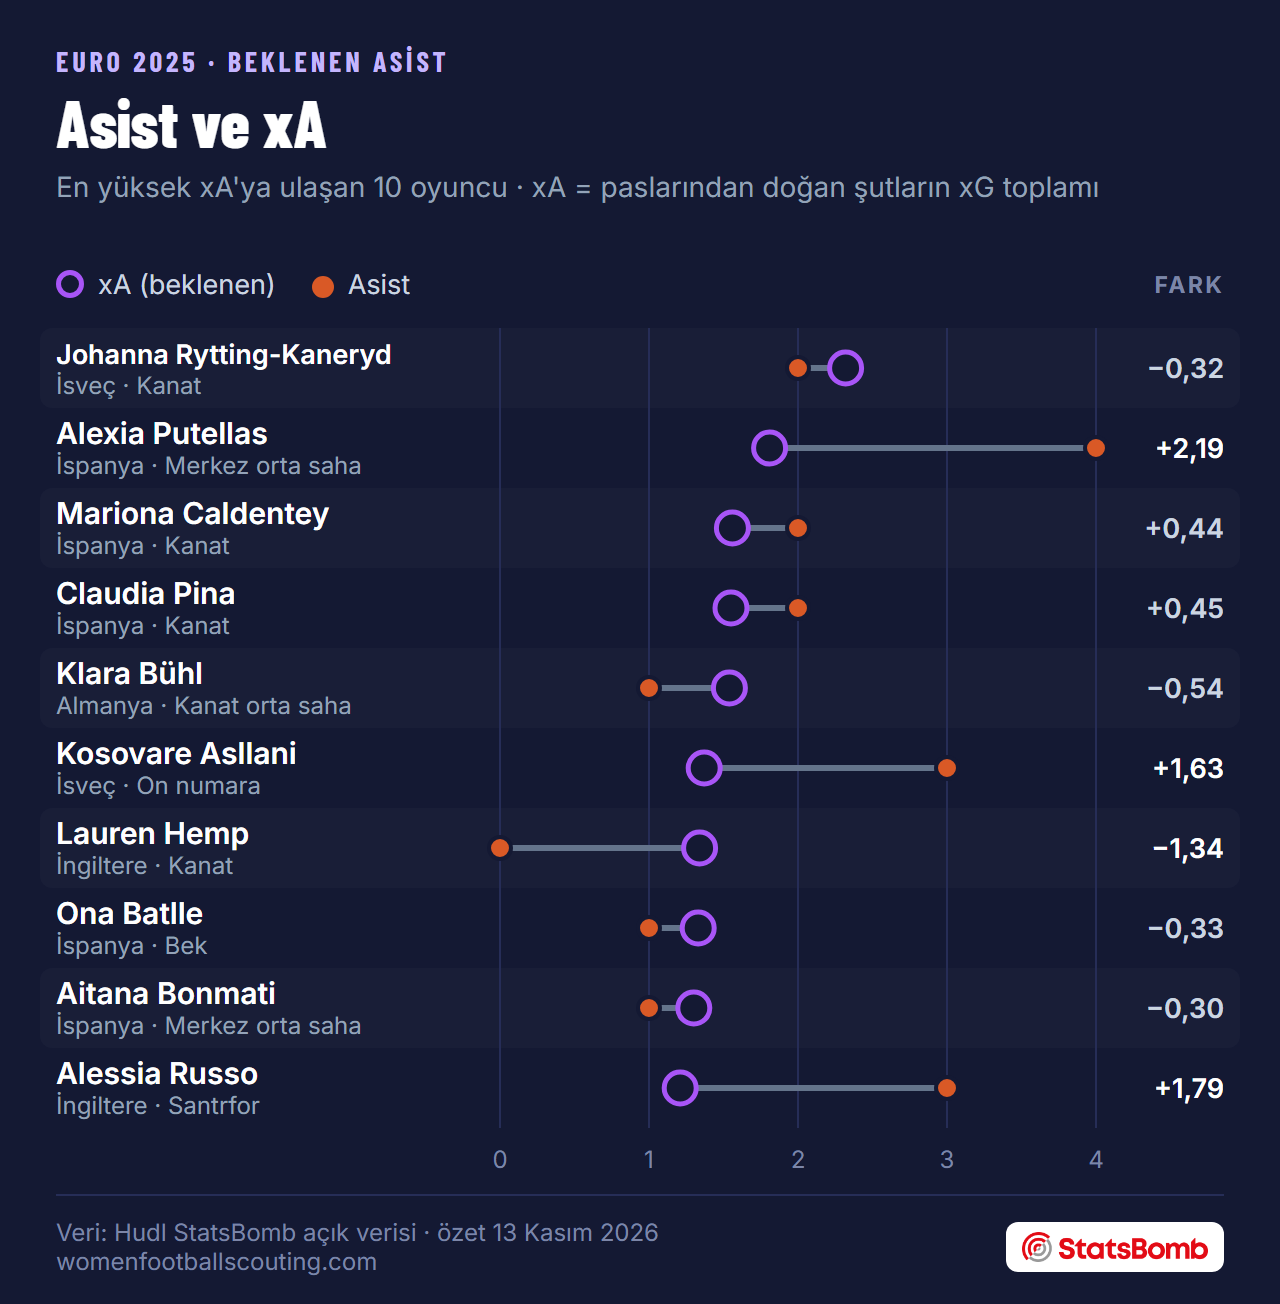 EURO 2025 · BEKLENEN ASİST
Asist ve xA
En yüksek xA'ya ulaşan 10 oyuncu · xA = paslarından doğan şutların xG toplamı
xA (beklenen) Asist FARK
Johanna Rytting-Kaneryd
İsveç · Kanat
−0,32
Alexia Putellas
İspanya · Merkez orta saha
+2,19
Mariona Caldentey
İspanya · Kanat
+0,44
Claudia Pina
İspanya · Kanat
+0,45
Klara Bühl
Almanya · Kanat orta saha
−0,54
Kosovare Asllani
İsveç · On numara
+1,63
Lauren Hemp
İngiltere · Kanat
−1,34
Ona Batlle
İspanya · Bek
−0,33
Aitana Bonmati
İspanya · Merkez orta saha
−0,30
Alessia Russo
İngiltere · Santrfor
+1,79
0 1 2 3 4
Veri: Hudl StatsBomb açık verisi · özet 13 Kasım 2026
womenfootballscouting.com
StatsBomb